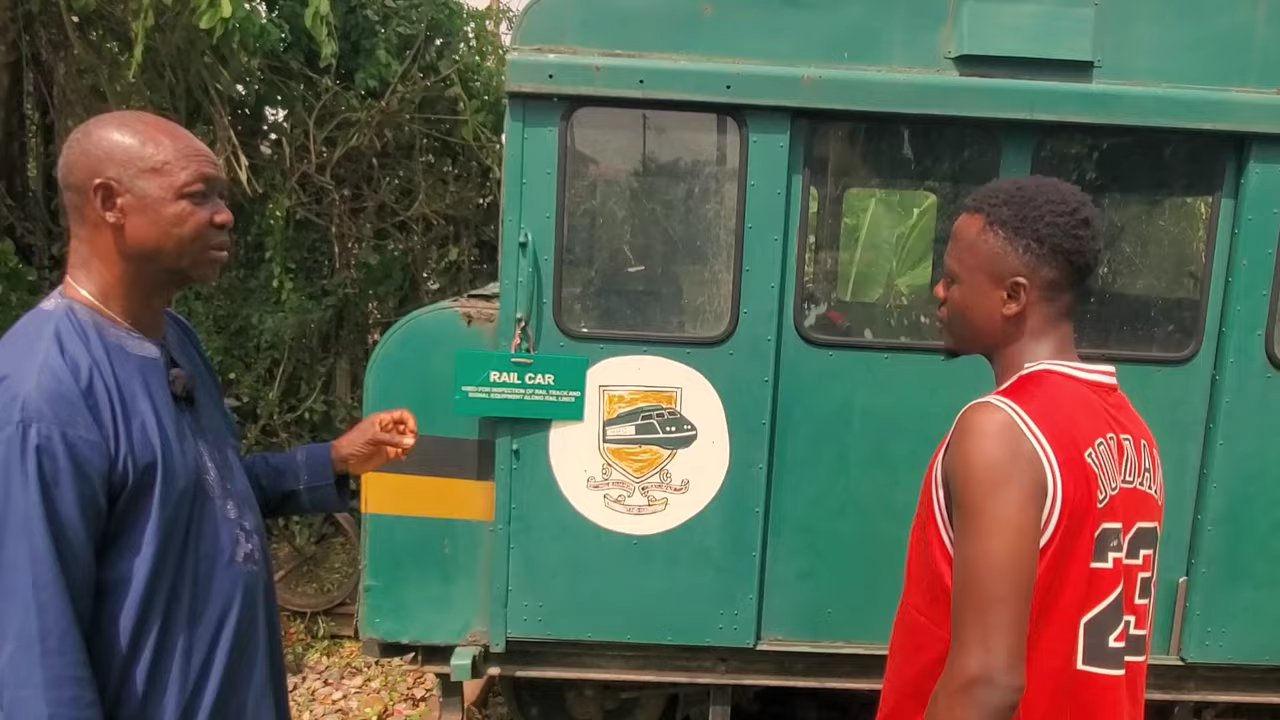 RAIL CAR
USED FOR INSPECTION OF RAIL TRACK AND
SIGNAL EQUIPMENT ALONG RAIL LINES
JORDAN
23